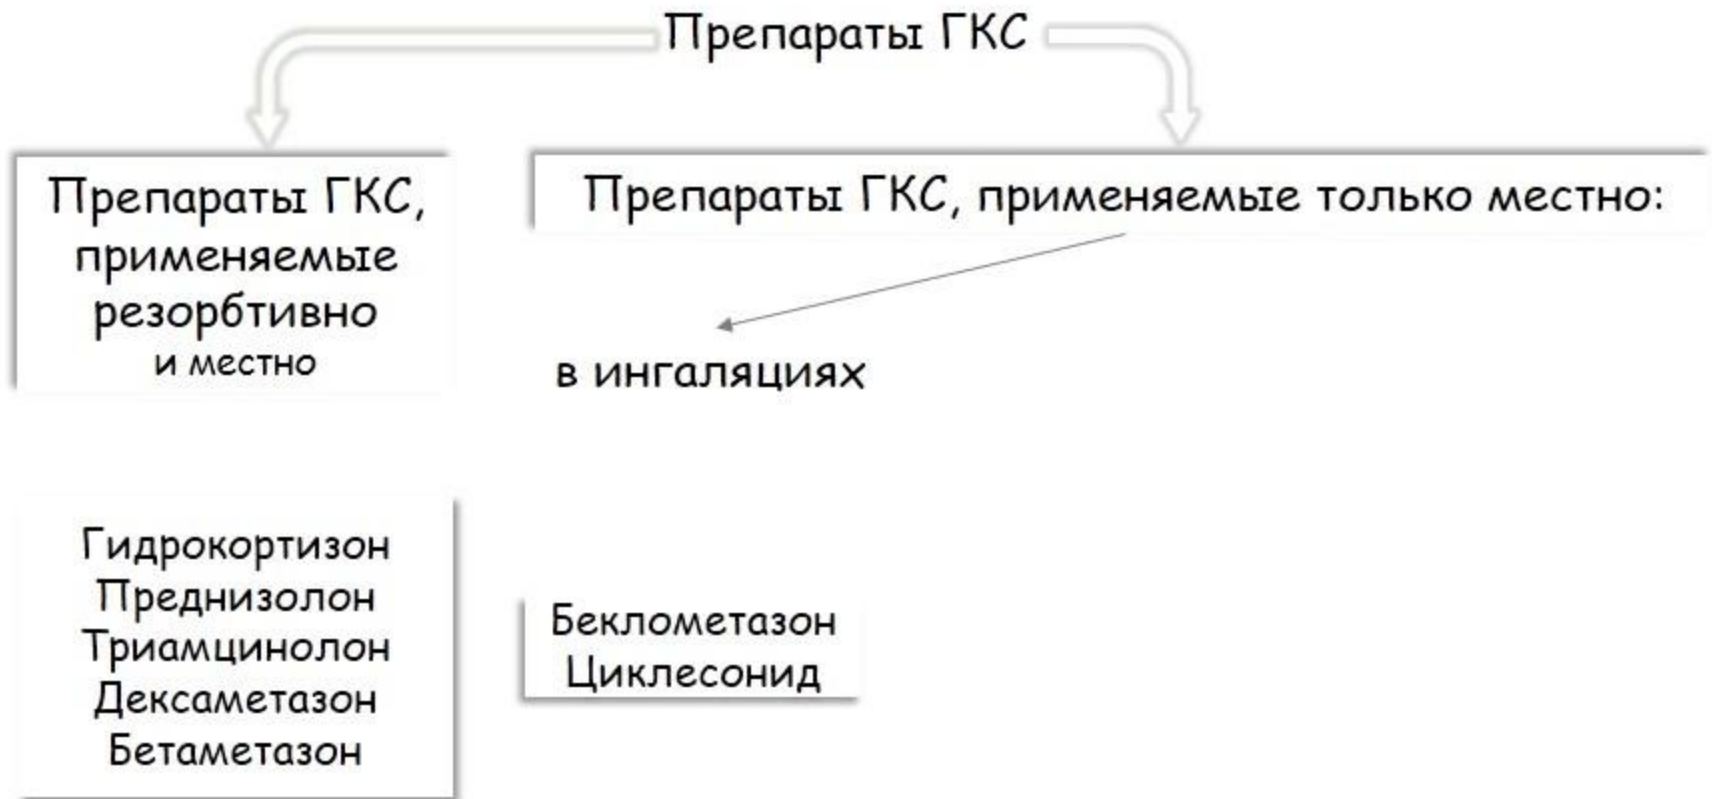 Препараты ГКС
Препараты ГКС,
применяемые
резорбтивно
и местно
Препараты ГКС, применяемые только местно:
в ингаляциях
Гидрокортизон
Преднизолон
Триамцинолон
Дексаметазон
Бетаметазон
Беклометазон
Циклесонид